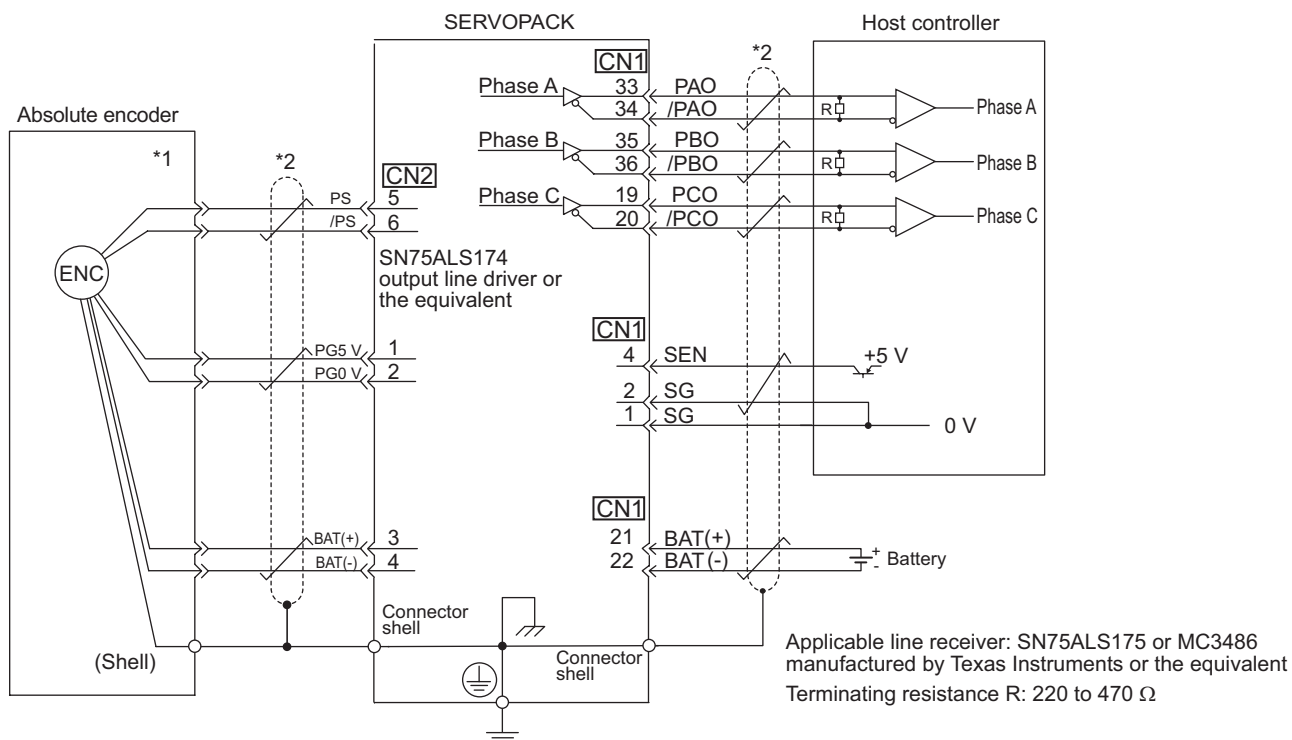 SERVOPACK
Host controller
Absolute encoder
*1
*2
CN2
PS 5
/PS 6
SN75ALS174
output line driver or
the equivalent
ENC
PG5 V 1
PG0 V 2
BAT(+) 3
BAT(-) 4
Connector
shell
(Shell)
CN1
*2
Phase A 33 PAO
34 /PAO R Phase A
Phase B 35 PBO
36 /PBO R Phase B
Phase C 19 PCO
20 /PCO R Phase C
CN1
4 SEN +5 V
2 SG
1 SG 0 V
CN1
21 BAT(+)
22 BAT (-) + - Battery
Connector
shell
Applicable line receiver: SN75ALS175 or MC3486
manufactured by Texas Instruments or the equivalent
Terminating resistance R: 220 to 470 Ω